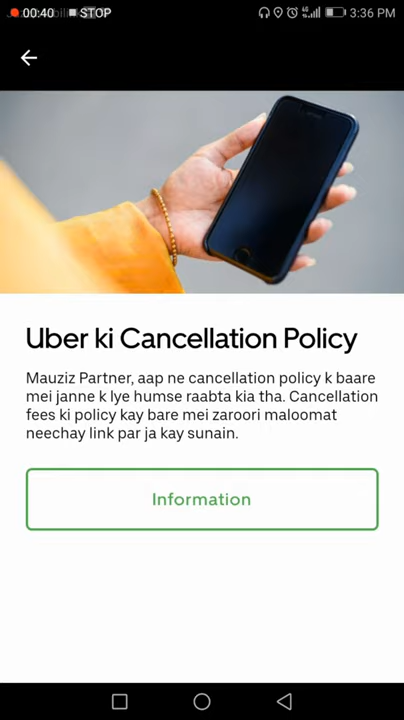 00:40 STOP 4G 3:36 PM
Uber ki Cancellation Policy
Mauziz Partner, aap ne cancellation policy k baare
mei janne k lye humse raabta kia tha. Cancellation
fees ki policy kay bare mei zaroori maloomat
neechay link par ja kay sunain.
Information